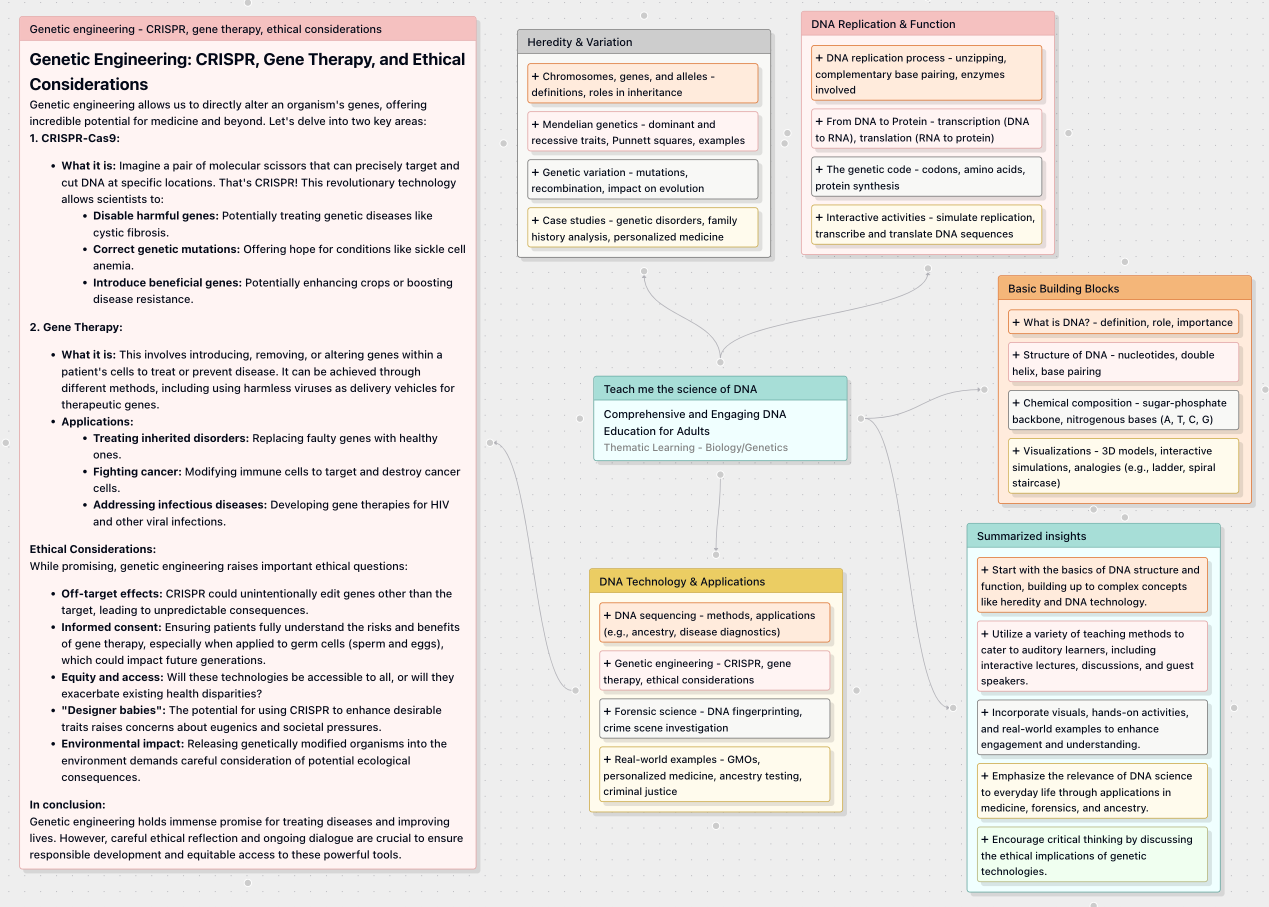 Genetic engineering - CRISPR, gene therapy, ethical considerations
Genetic Engineering: CRISPR, Gene Therapy, and Ethical
Considerations
Genetic engineering allows us to directly alter an organism's genes, offering
incredible potential for medicine and beyond. Let's delve into two key areas:
1. CRISPR-Cas9:
• What it is: Imagine a pair of molecular scissors that can precisely target and
cut DNA at specific locations. That's CRISPR! This revolutionary technology
allows scientists to:
• Disable harmful genes: Potentially treating genetic diseases like
cystic fibrosis.
• Correct genetic mutations: Offering hope for conditions like sickle cell
anemia.
• Introduce beneficial genes: Potentially enhancing crops or boosting
disease resistance.
2. Gene Therapy:
• What it is: This involves introducing, removing, or altering genes within a
patient's cells to treat or prevent disease. It can be achieved through
different methods, including using harmless viruses as delivery vehicles for
therapeutic genes.
• Applications:
• Treating inherited disorders: Replacing faulty genes with healthy
ones.
• Fighting cancer: Modifying immune cells to target and destroy cancer
cells.
• Addressing infectious diseases: Developing gene therapies for HIV
and other viral infections.
Ethical Considerations:
While promising, genetic engineering raises important ethical questions:
• Off-target effects: CRISPR could unintentionally edit genes other than the
target, leading to unpredictable consequences.
• Informed consent: Ensuring patients fully understand the risks and benefits
of gene therapy, especially when applied to germ cells (sperm and eggs),
which could impact future generations.
• Equity and access: Will these technologies be accessible to all, or will they
exacerbate existing health disparities?
• "Designer babies": The potential for using CRISPR to enhance desirable
traits raises concerns about eugenics and societal pressures.
• Environmental impact: Releasing genetically modified organisms into the
environment demands careful consideration of potential ecological
consequences.
In conclusion:
Genetic engineering holds immense promise for treating diseases and improving
lives. However, careful ethical reflection and ongoing dialogue are crucial to ensure
responsible development and equitable access to these powerful tools.
Heredity & Variation
+ Chromosomes, genes, and alleles -
definitions, roles in inheritance
+ Mendelian genetics - dominant and
recessive traits, Punnett squares, examples
+ Genetic variation - mutations,
recombination, impact on evolution
+ Case studies - genetic disorders, family
history analysis, personalized medicine
DNA Replication & Function
+ DNA replication process - unzipping,
complementary base pairing, enzymes
involved
+ From DNA to Protein - transcription (DNA
to RNA), translation (RNA to protein)
+ The genetic code - codons, amino acids,
protein synthesis
+ Interactive activities - simulate replication,
transcribe and translate DNA sequences
Teach me the science of DNA
Comprehensive and Engaging DNA
Education for Adults
Thematic Learning - Biology/Genetics
Basic Building Blocks
+ What is DNA? - definition, role, importance
+ Structure of DNA - nucleotides, double
helix, base pairing
+ Chemical composition - sugar-phosphate
backbone, nitrogenous bases (A, T, C, G)
+ Visualizations - 3D models, interactive
simulations, analogies (e.g., ladder, spiral
staircase)
DNA Technology & Applications
+ DNA sequencing - methods, applications
(e.g., ancestry, disease diagnostics)
+ Genetic engineering - CRISPR, gene
therapy, ethical considerations
+ Forensic science - DNA fingerprinting,
crime scene investigation
+ Real-world examples - GMOs,
personalized medicine, ancestry testing,
criminal justice
Summarized insights
+ Start with the basics of DNA structure and
function, building up to complex concepts
like heredity and DNA technology.
+ Utilize a variety of teaching methods to
cater to auditory learners, including
interactive lectures, discussions, and guest
speakers.
+ Incorporate visuals, hands-on activities,
and real-world examples to enhance
engagement and understanding.
+ Emphasize the relevance of DNA science
to everyday life through applications in
medicine, forensics, and ancestry.
+ Encourage critical thinking by discussing
the ethical implications of genetic
technologies.